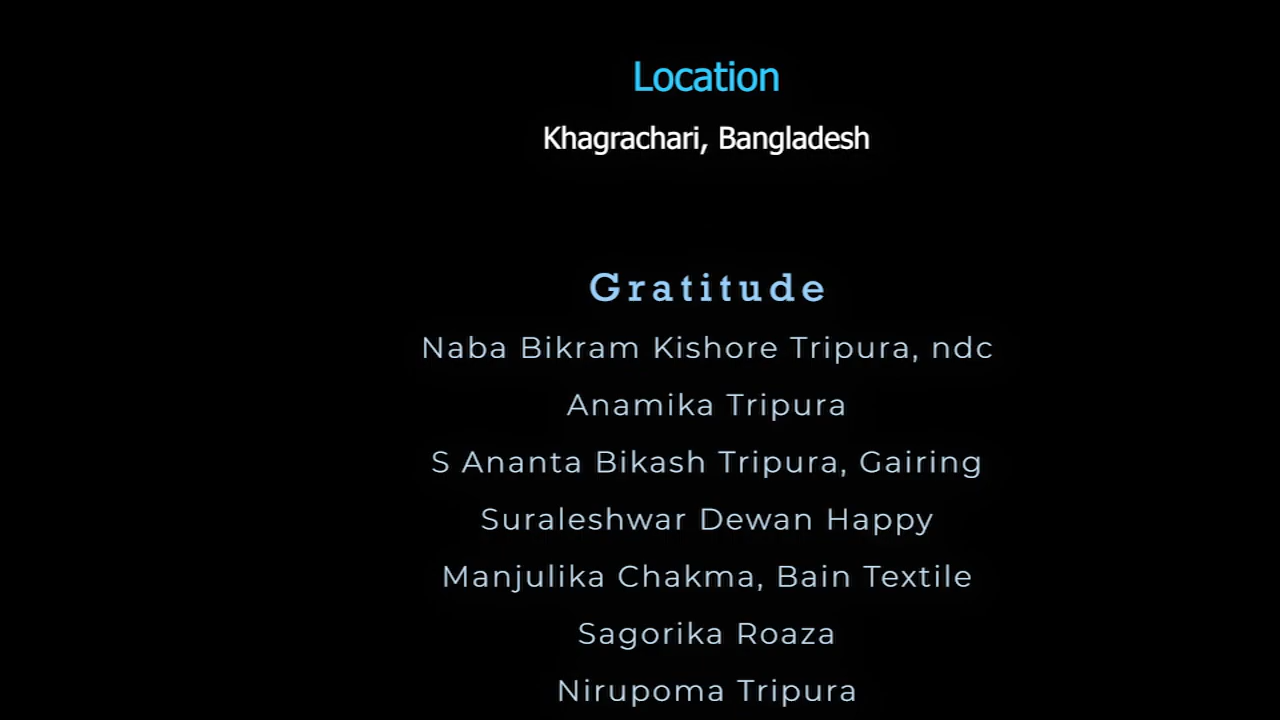 Location
Khagrachari, Bangladesh
Gratitude
Naba Bikram Kishore Tripura, ndc
Anamika Tripura
S Ananta Bikash Tripura, Gairing
Suraleshwar Dewan Happy
Manjulika Chakma, Bain Textile
Sagorika Roaza
Nirupoma Tripura